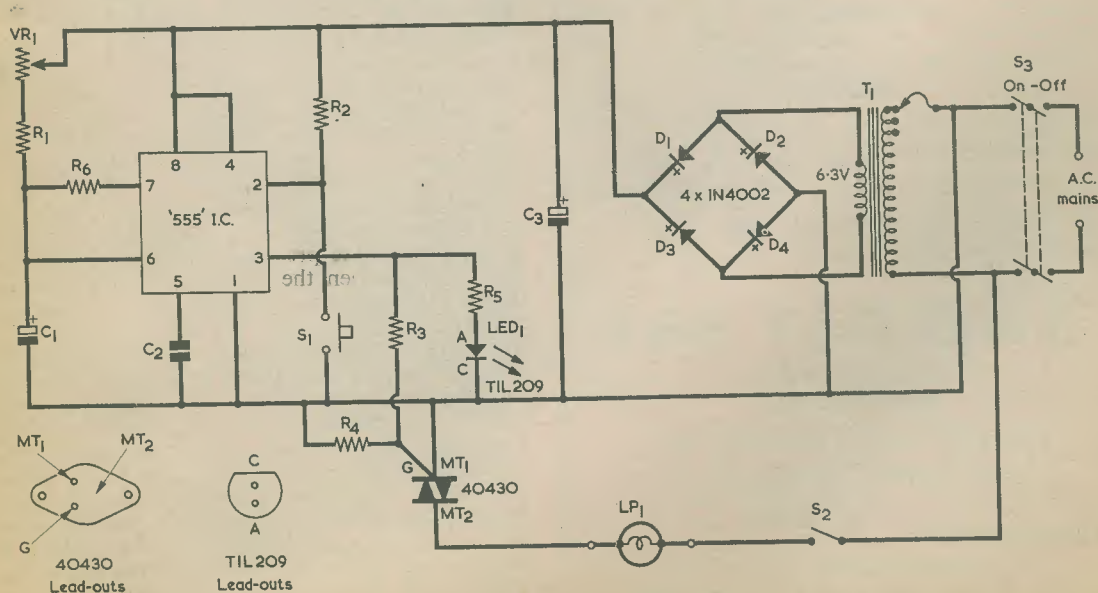 VR1
R1
R6
7
8
4
'555' I.C.
2
6
3
5
1
C1
C2
R2
S1
R3
R5
A
LED1
C
TIL209
R4
C3
+
+
D1
D2
4 x IN4002
D3
D4
+
+
+
+
6·3V
T1
S3
On-Off
A.C.
mains
G
MT1
40430
MT2
LP1
S2
MT1
MT2
G
40430
Lead-outs
C
A
TIL209
Lead-outs